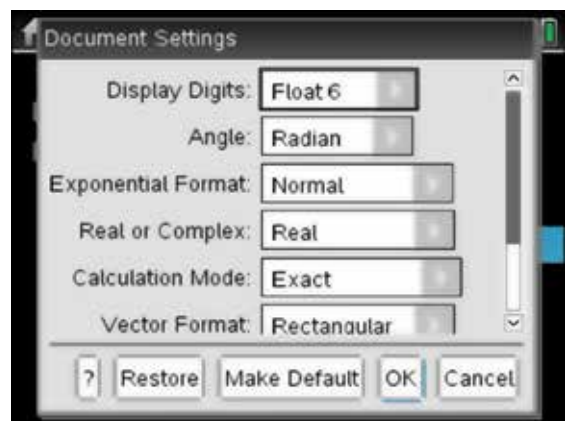 Document Settings
Display Digits: Float 6
Angle: Radian
Exponential Format: Normal
Real or Complex: Real
Calculation Mode: Exact
Vector Format: Rectangular
? Restore Make Default OK Cancel